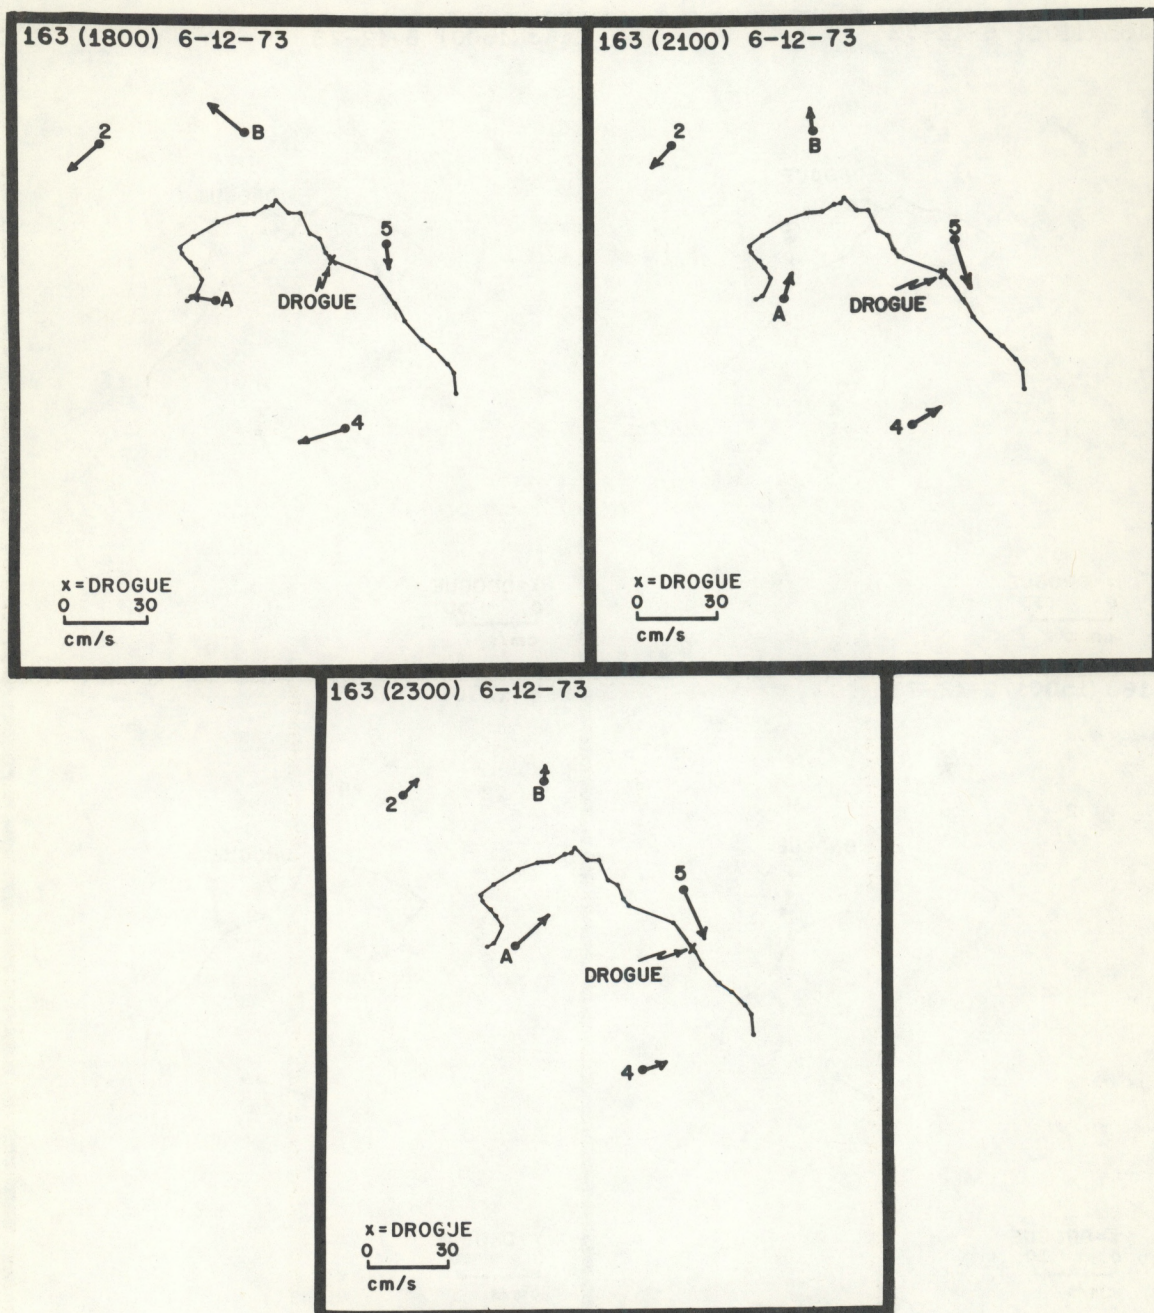 163 (1800) 6-12-73
2
B
5
A
DROGUE
4
x = DROGUE
0 30
cm/s
163 (2100) 6-12-73
2
B
5
A
DROGUE
4
x = DROGUE
0 30
cm/s
163 (2300) 6-12-73
2
B
5
A
DROGUE
4
x = DROGUE
0 30
cm/s